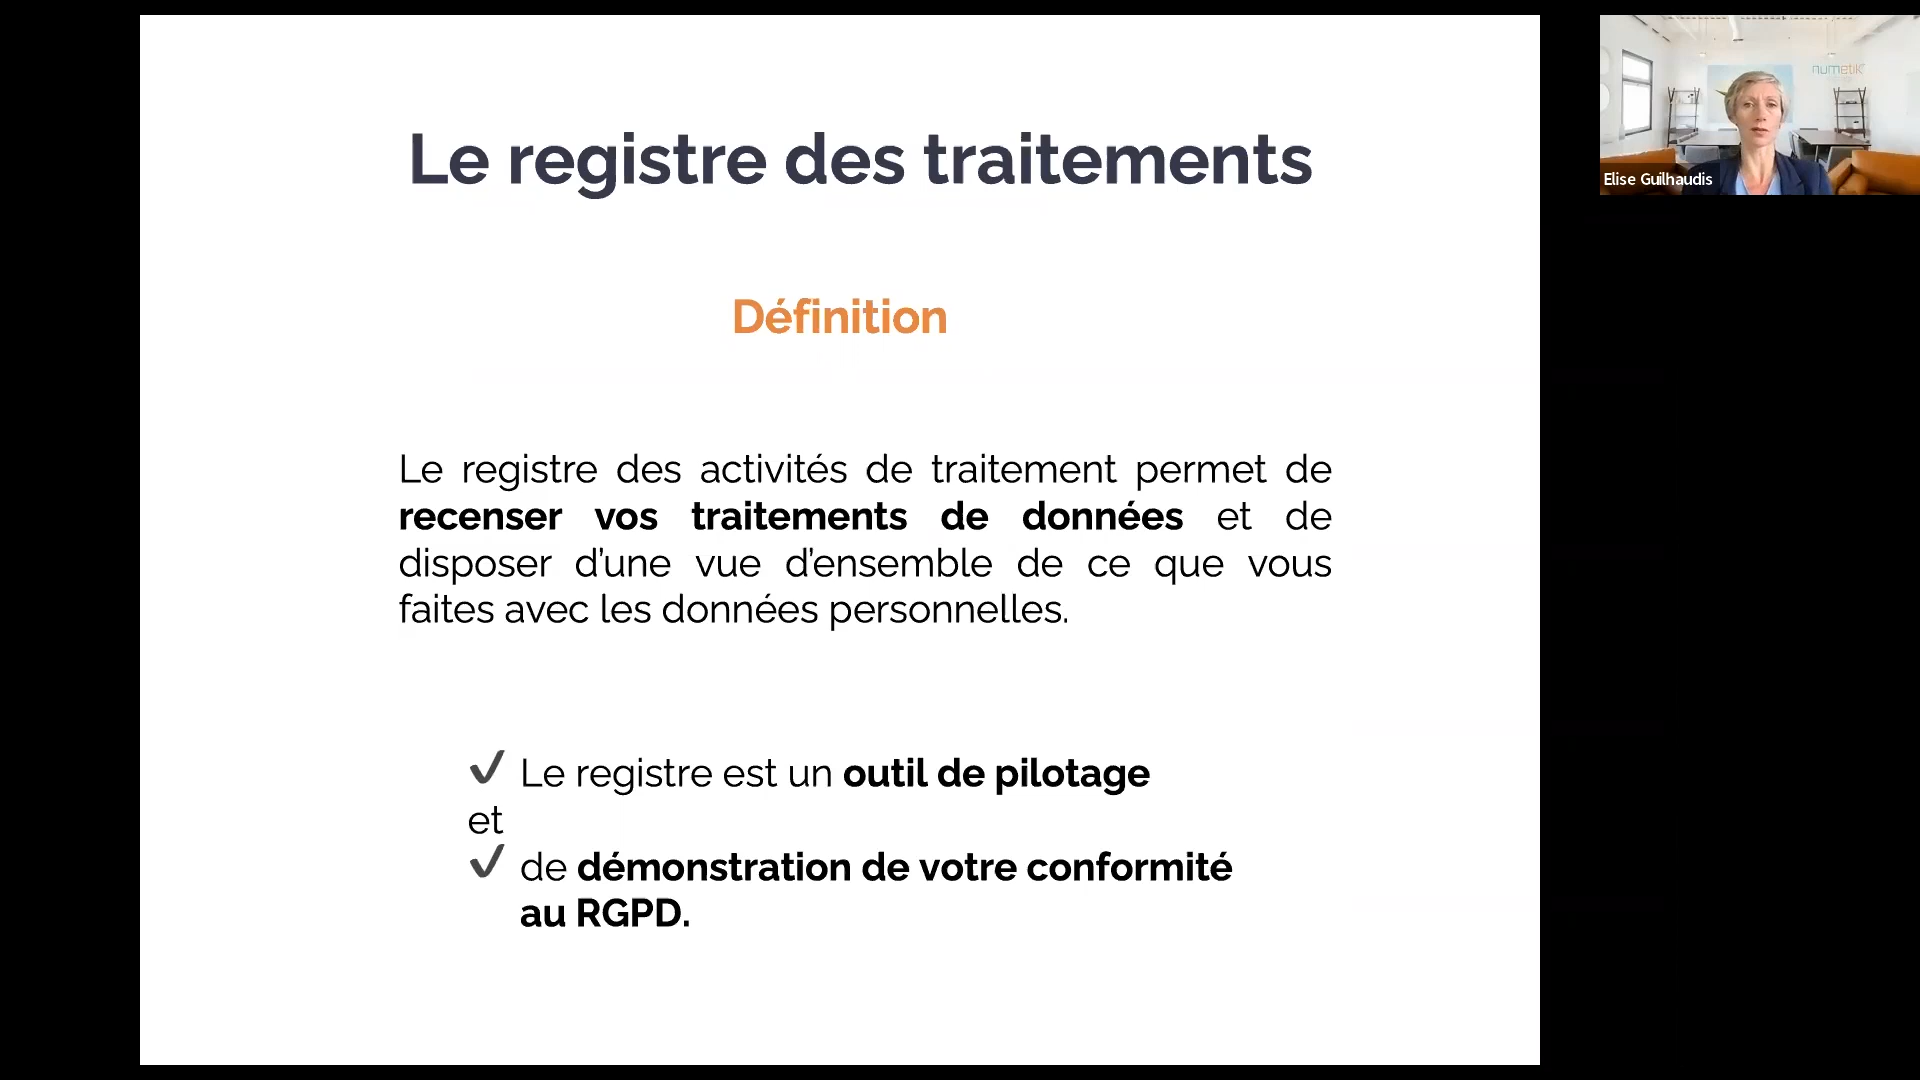 Le registre des traitements
Définition
Le registre des activités de traitement permet de
recenser vos traitements de données et de
disposer d’une vue d’ensemble de ce que vous
faites avec les données personnelles.
✔ Le registre est un outil de pilotage
et
✔ de démonstration de votre conformité
au RGPD.
numetik
Elise Guilhaudis